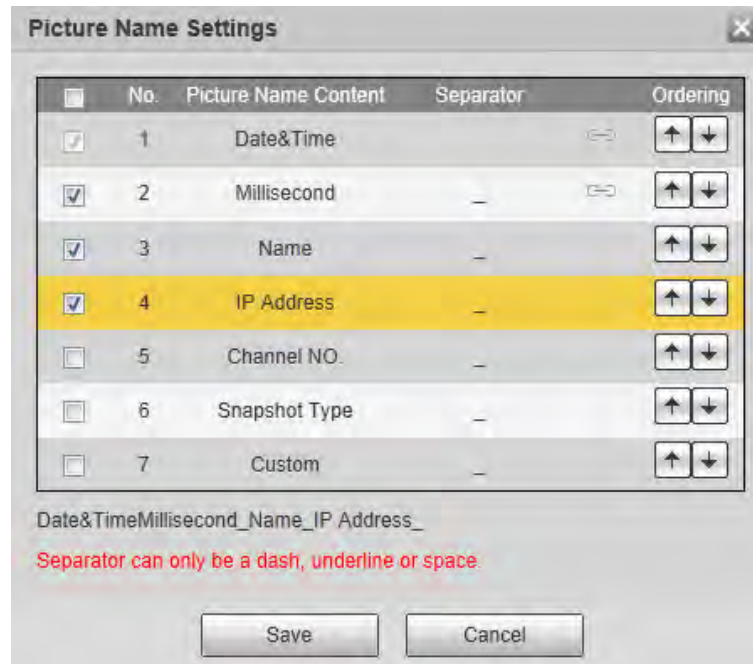 Picture Name Settings
No. Picture Name Content Separator Ordering
1 Date&Time
2 Millisecond _
3 Name _
4 IP Address _
5 Channel NO. _
6 Snapshot Type _
7 Custom _
Date&TimeMillisecond_Name_IP Address_
Separator can only be a dash, underline or space.
Save Cancel